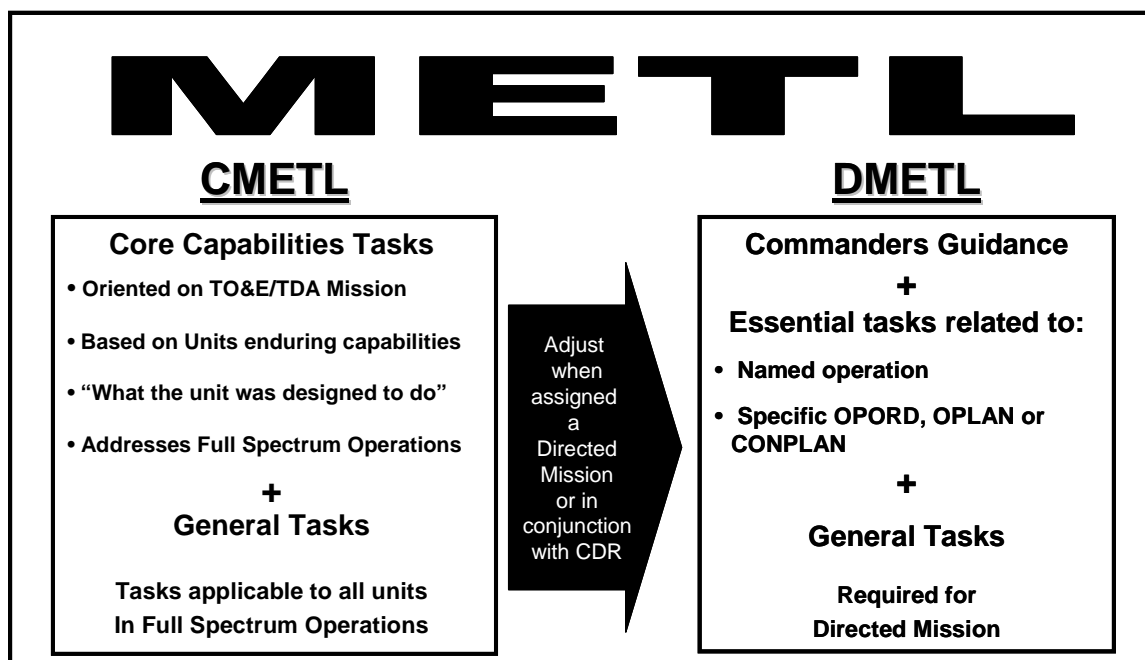 METL
CMETL
Core Capabilities Tasks
• Oriented on TO&E/TDA Mission
• Based on Units enduring capabilities
• “What the unit was designed to do”
• Addresses Full Spectrum Operations
+
General Tasks
Tasks applicable to all units
In Full Spectrum Operations
Adjust
when
assigned
a
Directed
Mission
or in
conjunction
with CDR
DMETL
Commanders Guidance
+
Essential tasks related to:
• Named operation
• Specific OPORD, OPLAN or
CONPLAN
+
General Tasks
Required for
Directed Mission